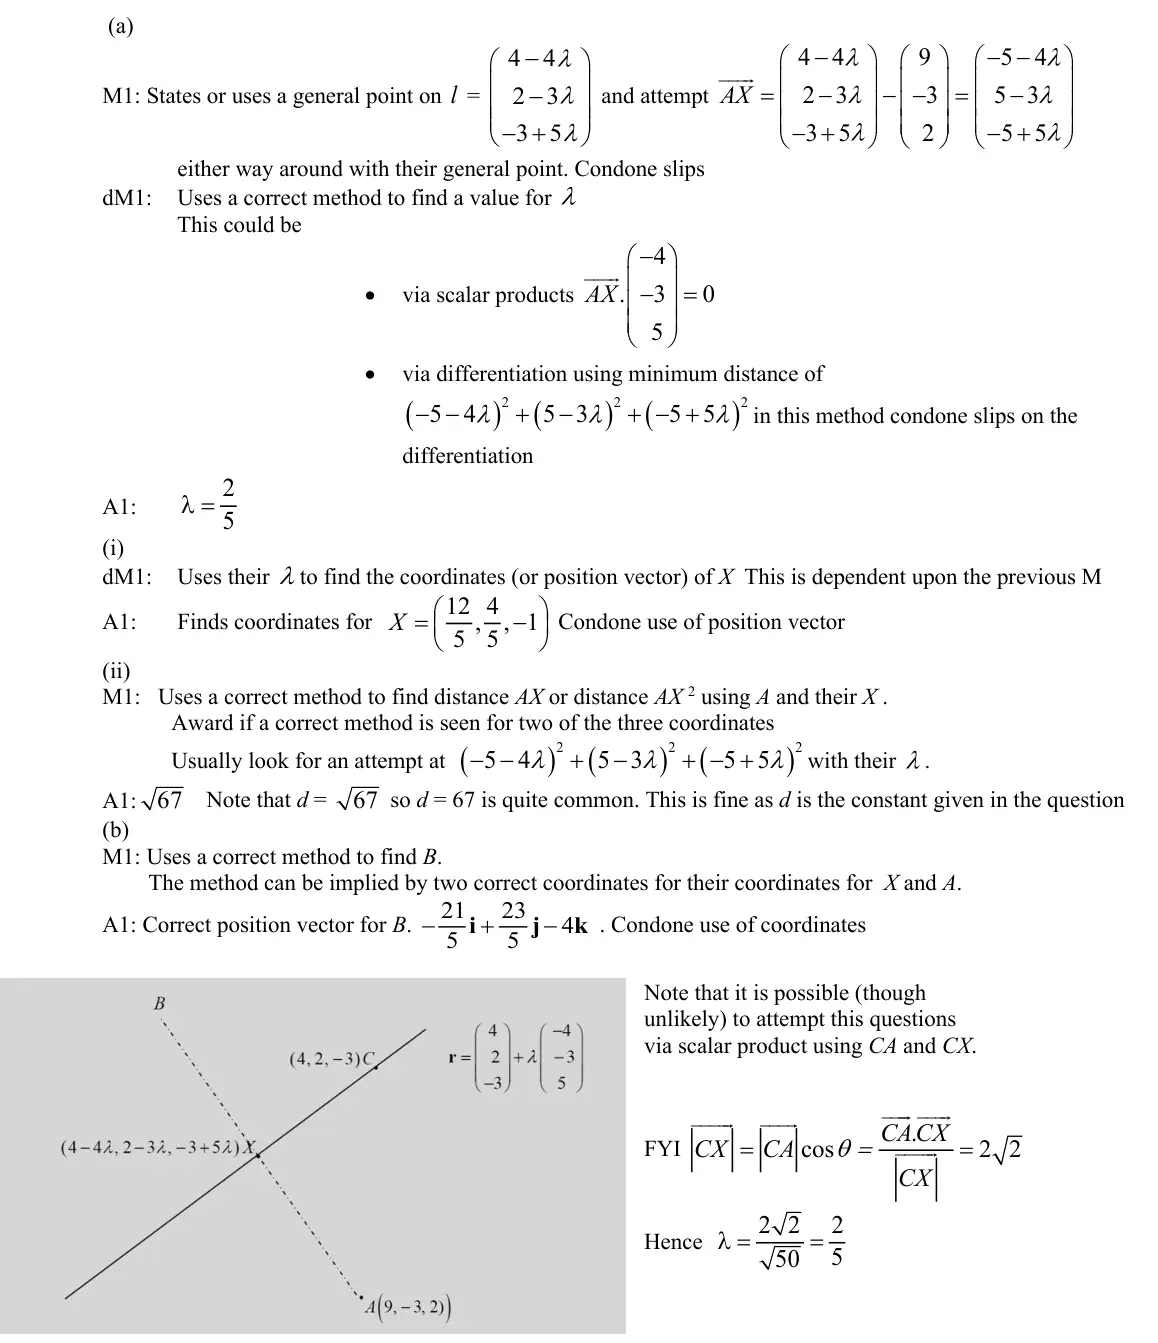 (a)
M1: States or uses a general point on l = (4 − 4λ, 2 − 3λ, −3 + 5λ) and attempt AX→ = (4 − 4λ, 2 − 3λ, −3 + 5λ) − (9, −3, 2) = (−5 − 4λ, 5 − 3λ, −5 + 5λ)
either way around with their general point. Condone slips
dM1: Uses a correct method to find a value for λ
This could be
• via scalar products AX→ . (−4, −3, 5) = 0
• via differentiation using minimum distance of
(−5 − 4λ)² + (5 − 3λ)² + (−5 + 5λ)² in this method condone slips on the
differentiation
A1: λ = 2/5
(i)
dM1: Uses their λ to find the coordinates (or position vector) of X This is dependent upon the previous M
A1: Finds coordinates for X = (12/5, 4/5, −1) Condone use of position vector
(ii)
M1: Uses a correct method to find distance AX or distance AX² using A and their X .
Award if a correct method is seen for two of the three coordinates
Usually look for an attempt at (−5 − 4λ)² + (5 − 3λ)² + (−5 + 5λ)² with their λ .
A1: √67 Note that d = √67 so d = 67 is quite common. This is fine as d is the constant given in the question
(b)
M1: Uses a correct method to find B.
The method can be implied by two correct coordinates for their coordinates for X and A.
A1: Correct position vector for B. −21/5 i + 23/5 j − 4k . Condone use of coordinates
B
(4, 2, −3) C
r = (4, 2, −3) + λ (−4, −3, 5)
(4 − 4λ, 2 − 3λ, −3 + 5λ) X
A(9, −3, 2))
Note that it is possible (though
unlikely) to attempt this questions
via scalar product using CA and CX.
FYI |CX→| = |CA→| cos θ = CA→.CX→ / |CX→| = 2√2
Hence λ = 2√2/√50 = 2/5